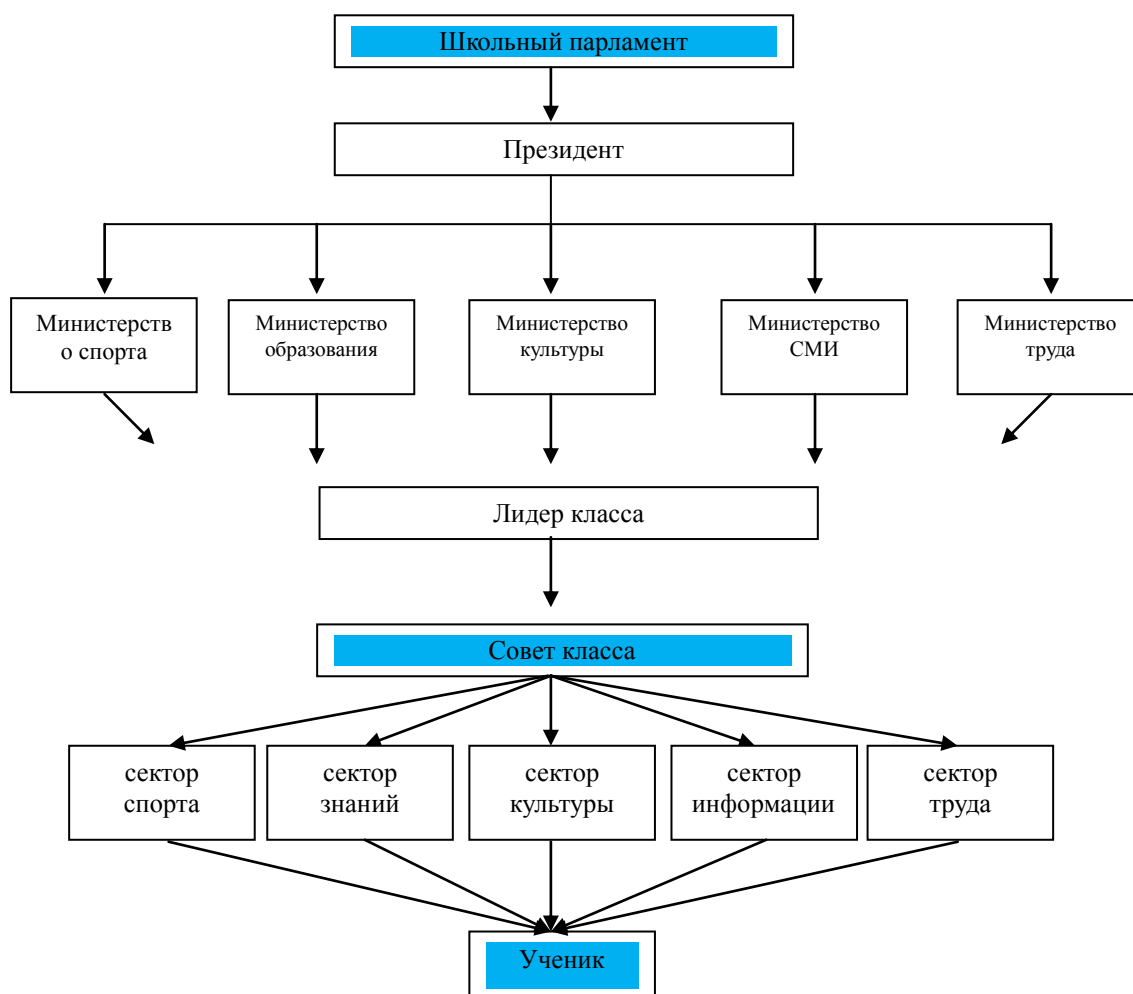 Школьный парламент
Президент
Министерств
о спорта
Министерство
образования
Министерство
культуры
Министерство
СМИ
Министерство
труда
Лидер класса
Совет класса
сектор
спорта
сектор
знаний
сектор
культуры
сектор
информации
сектор
труда
Ученик